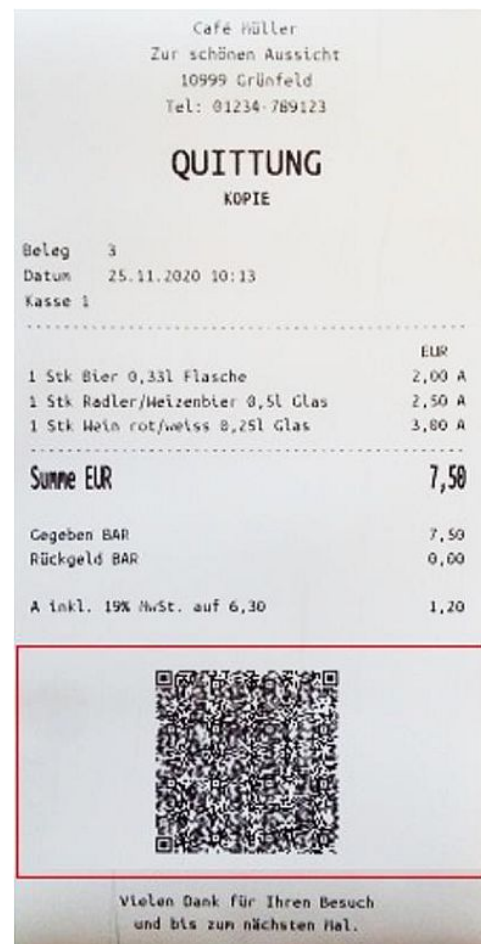 Café Müller
Zur schönen Aussicht
10999 Grünfeld
Tel: 01234-789123
QUITTUNG
KOPIE
Beleg 3
Datum 25.11.2020 10:13
Kasse 1
EUR
1 Stk Bier 0,33l Flasche 2,00 A
1 Stk Radler/Weizenbier 0,5l Glas 2,50 A
1 Stk Wein rot/weiss 0,25l Glas 3,00 A
Summe EUR 7,50
Gegeben BAR 7,50
Rückgeld BAR 0,00
A inkl. 19% MwSt. auf 6,30 1,20
Vielen Dank für Ihren Besuch
und bis zum nächsten Mal.